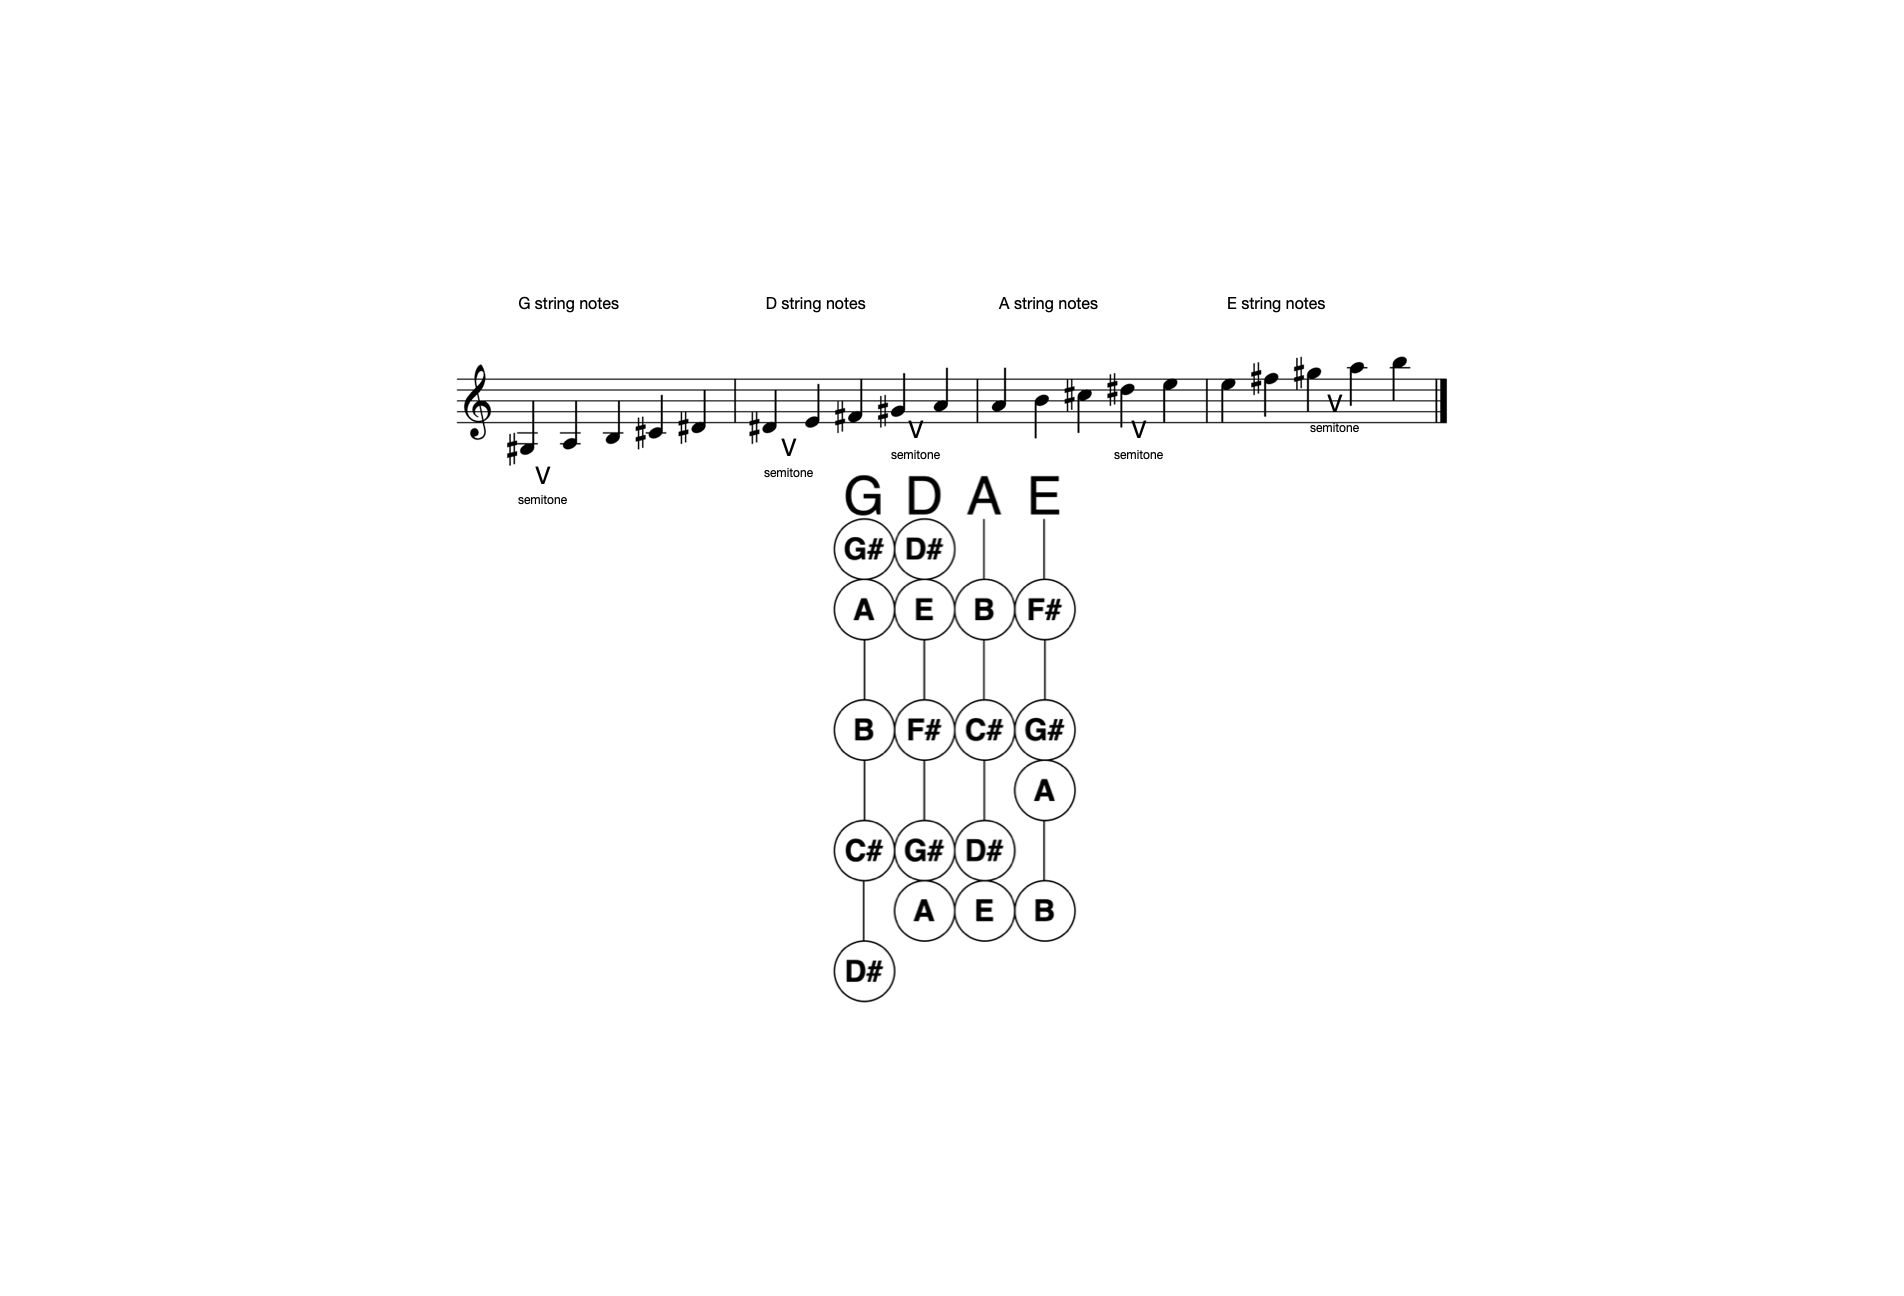 G string notes D string notes A string notes E string notes
V V V V V
semitone semitone semitone semitone semitone
G D A E
G# D#
A E B F#
B F# C# G#
A
C# G# D#
A E B
D#